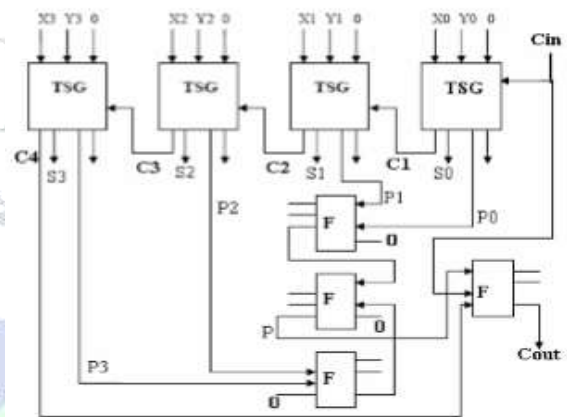 X3 Y3 0 X2 Y2 0 X1 Y1 0 X0 Y0 0
Cin
TSG TSG TSG TSG
C4 C3 C2 C1
S3 S2 S1 S0
P1
P2 P0
F
0
F F
P 0
Cout
P3
F
0